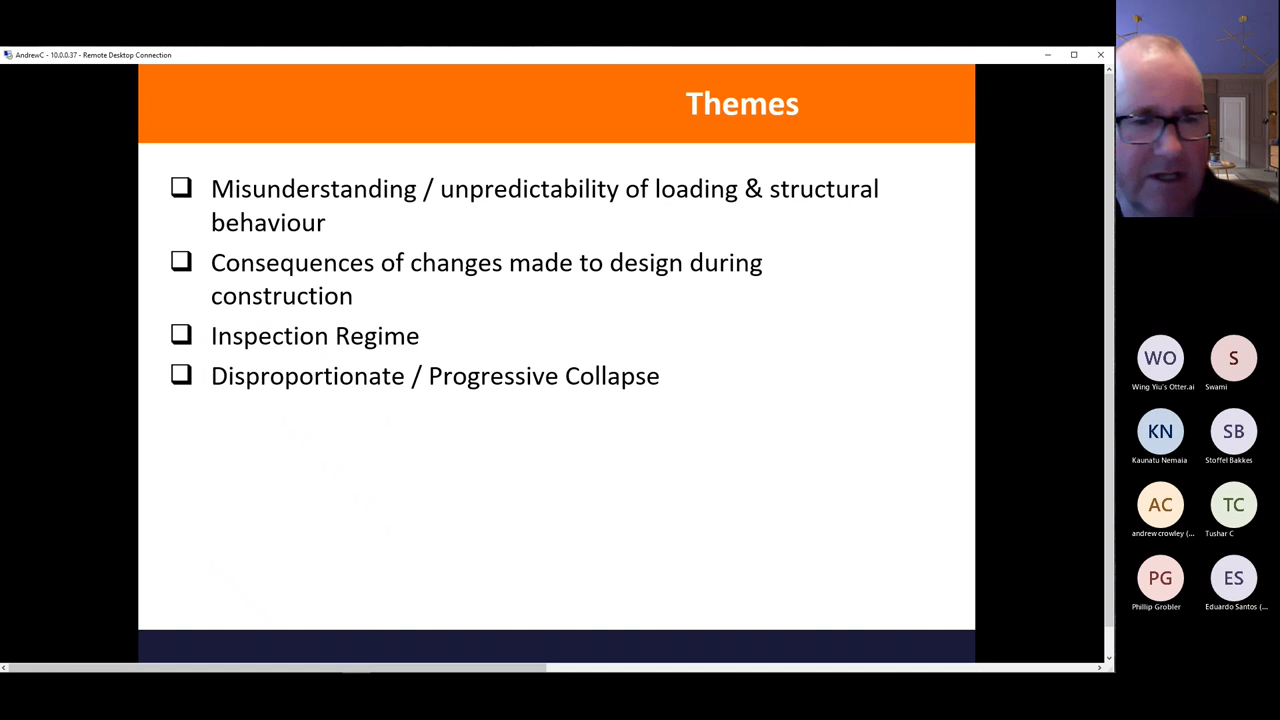 AndrewC - 10.0.0.37 - Remote Desktop Connection
Themes
Misunderstanding / unpredictability of loading & structural
behaviour
Consequences of changes made to design during
construction
Inspection Regime
Disproportionate / Progressive Collapse
WO
Wing Yiu's Otter.ai
S
Swami
KN
Kaunatu Nemaia
SB
Stoffel Bakkes
AC
andrew crowley (...
TC
Tushar C
PG
Phillip Grobler
ES
Eduardo Santos (...